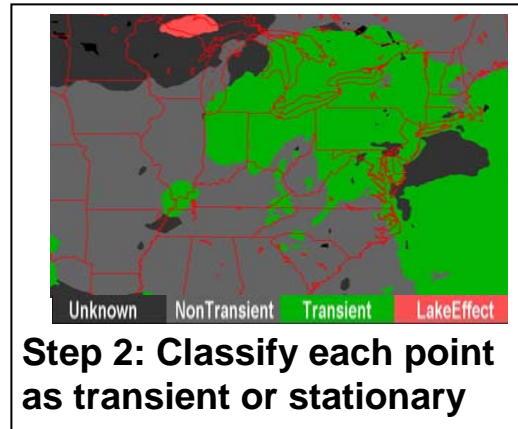 Unknown NonTransient Transient LakeEffect
Step 2: Classify each point
as transient or stationary